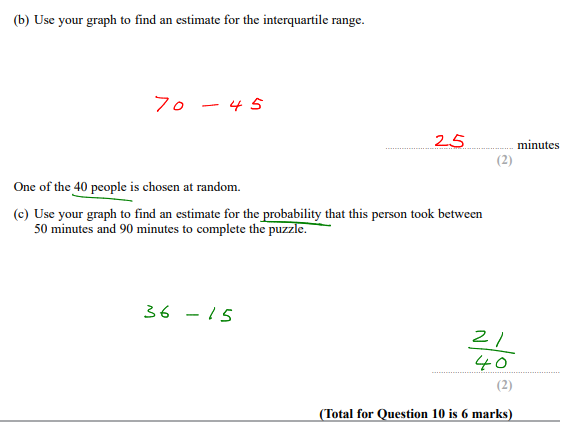 (b) Use your graph to find an estimate for the interquartile range.
70 – 45
25 minutes
(2)
One of the 40 people is chosen at random.
(c) Use your graph to find an estimate for the probability that this person took between
50 minutes and 90 minutes to complete the puzzle.
36 – 15
21
40
(2)
(Total for Question 10 is 6 marks)